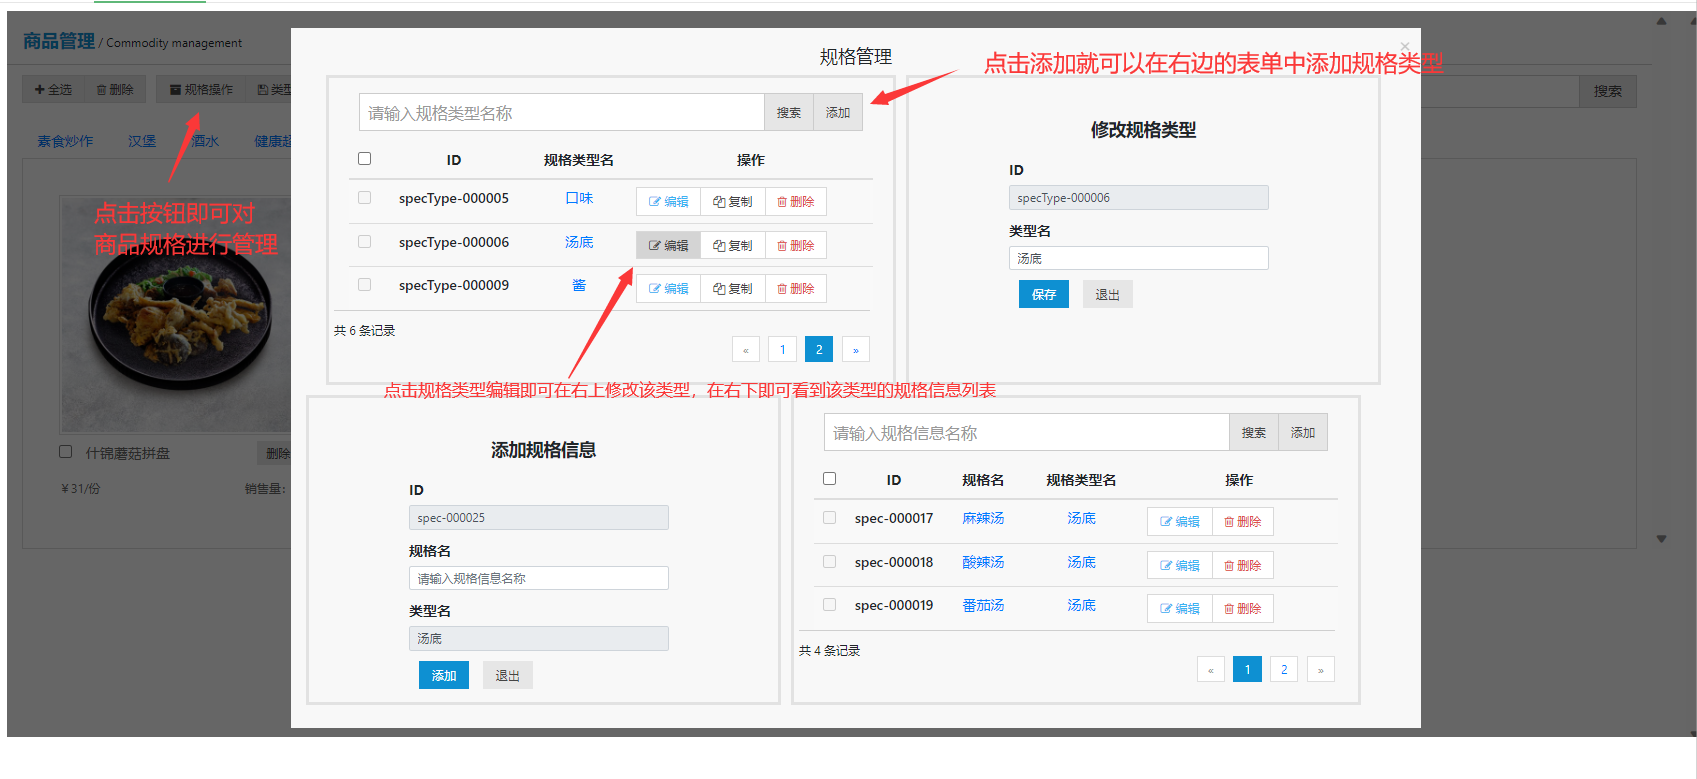 商品管理 / Commodity management
全选 删除 规格操作 类型
搜索
素食炒作 汉堡 酒水 健康超
点击按钮即可对
商品规格进行管理
什锦蘑菇拼盘 删除
￥31/份 销售量:
规格管理
×
点击添加就可以在右边的表单中添加规格类型
请输入规格类型名称 搜索 添加
ID 规格类型名 操作
specType-000005 口味 编辑 复制 删除
specType-000006 汤底 编辑 复制 删除
specType-000009 酱 编辑 复制 删除
共 6 条记录
« 1 2 »
修改规格类型
ID
specType-000006
类型名
汤底
保存 退出
点击规格类型编辑即可在右上修改该类型，在右下即可看到该类型的规格信息列表
添加规格信息
ID
spec-000025
规格名
请输入规格信息名称
类型名
汤底
添加 退出
请输入规格信息名称 搜索 添加
ID 规格名 规格类型名 操作
spec-000017 麻辣汤 汤底 编辑 删除
spec-000018 酸辣汤 汤底 编辑 删除
spec-000019 番茄汤 汤底 编辑 删除
共 4 条记录
« 1 2 »